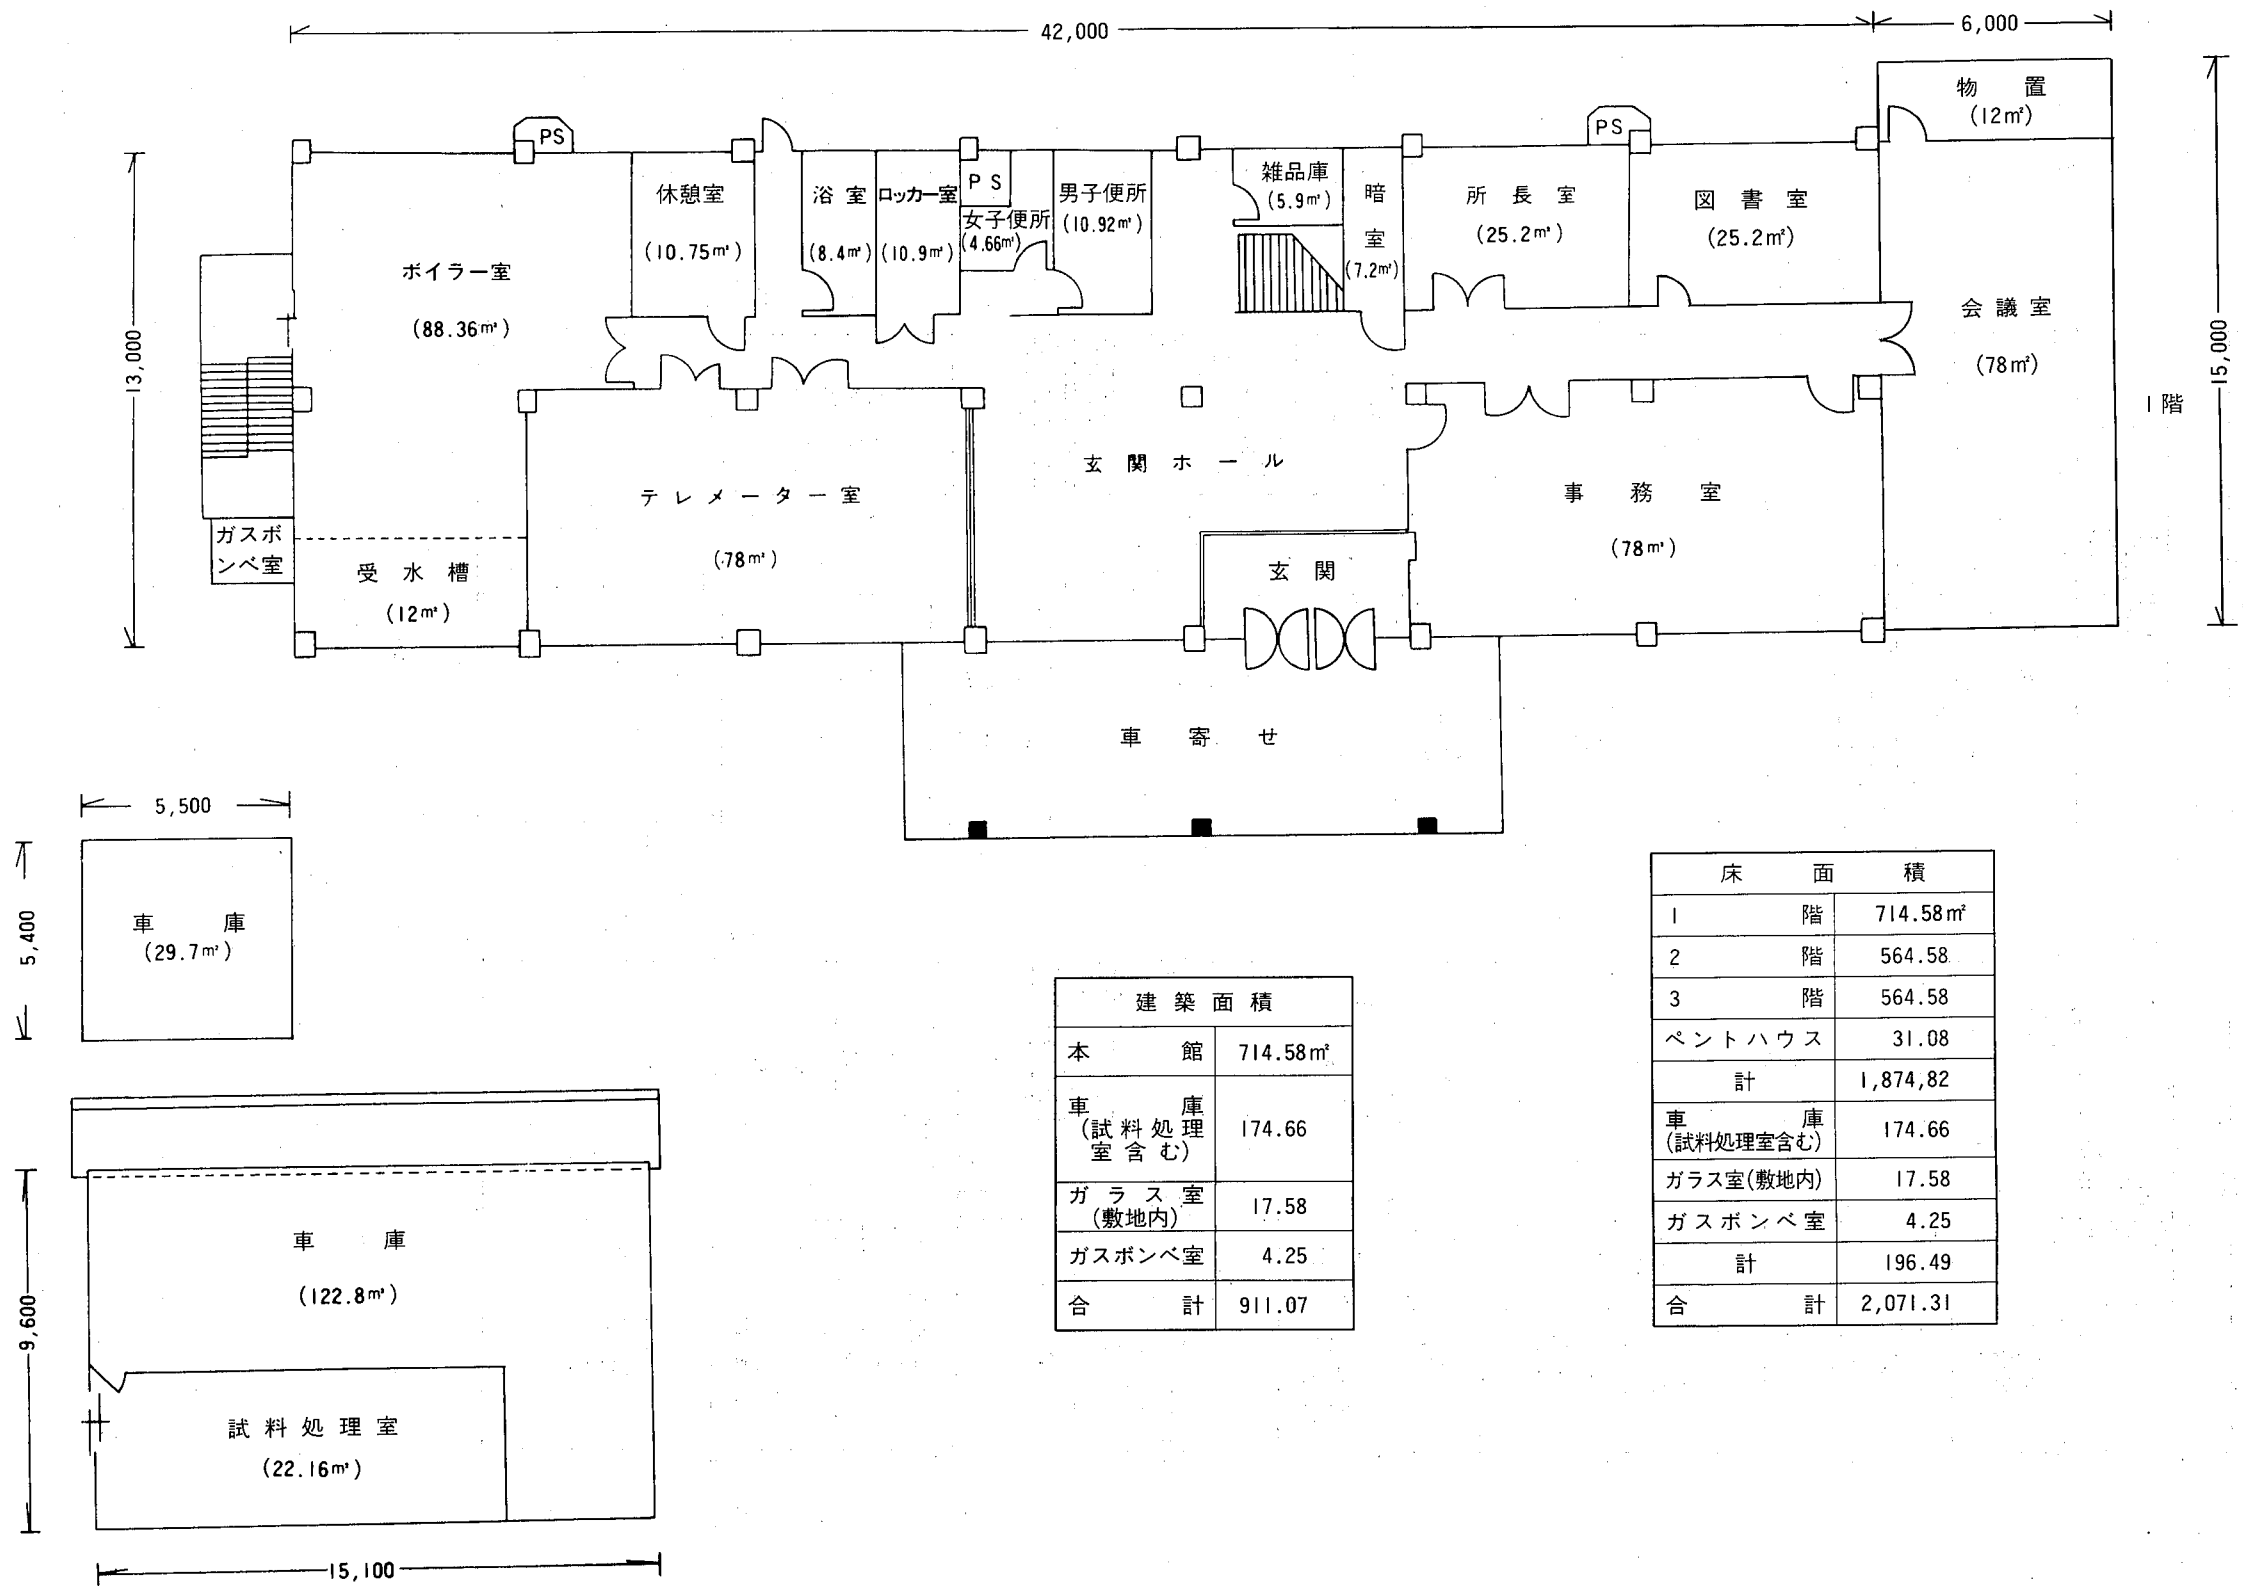 42,000
6,000
物置
(12㎡)
PS
PS
休憩室
(10.75㎡)
浴室
(8.4㎡)
ロッカー室
(10.9㎡)
PS
女子便所
(4.66㎡)
男子便所
(10.92㎡)
雑品庫
(5.9㎡)
暗室
(7.2㎡)
所長室
(25.2㎡)
図書室
(25.2㎡)
ボイラー室
(88.36㎡)
会議室
(78㎡)
13,000
15,000
1階
玄関ホール
テレメーター室
(78㎡)
事務室
(78㎡)
ガスボ
ンベ室
受水槽
(12㎡)
玄関
車寄せ
5,500
5,400
車庫
(29.7㎡)
車庫
(122.8㎡)
9,600
試料処理室
(22.16㎡)
15,100
建築面積
本館 714.58㎡
車庫
(試料処理
室含む) 174.66
ガラス室
(敷地内) 17.58
ガスボンベ室 4.25
合計 911.07
床面積
1階 714.58㎡
2階 564.58
3階 564.58
ペントハウス 31.08
計 1,874,82
車庫
(試料処理室含む) 174.66
ガラス室(敷地内) 17.58
ガスボンベ室 4.25
計 196.49
合計 2,071.31